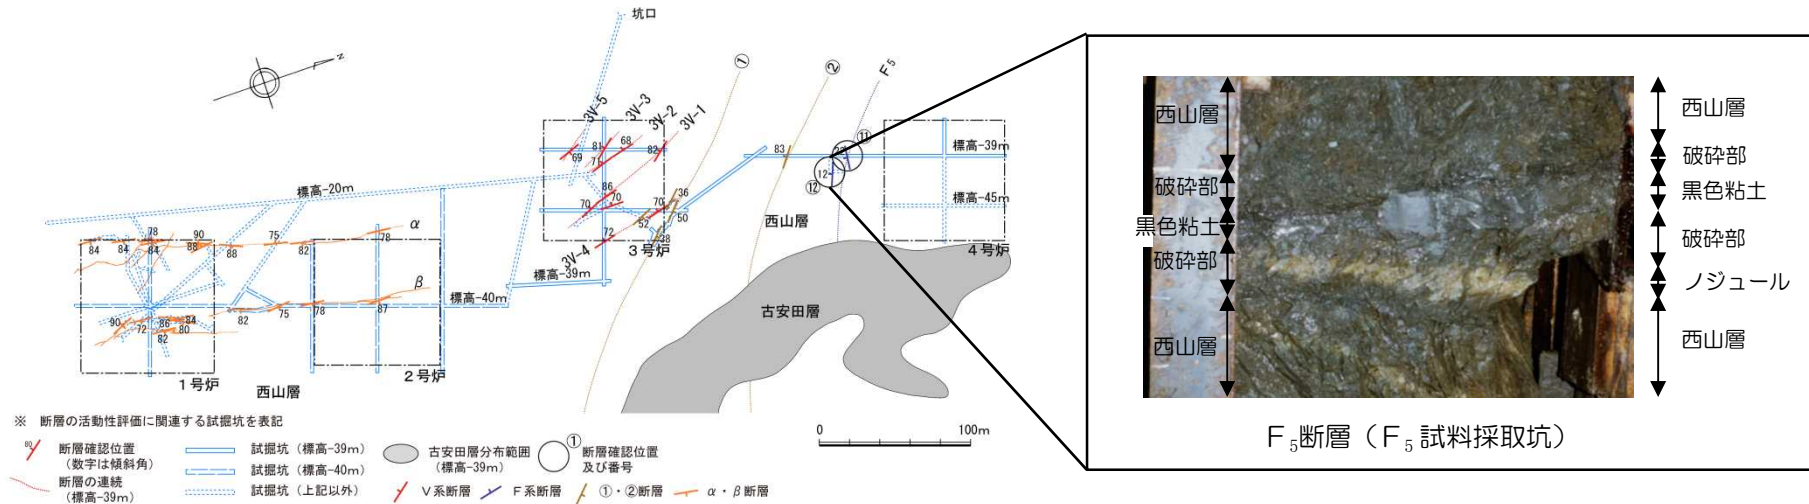 坑口
N
①
②
F5
3V-5
3V-3
3V-2
3V-1
⑪
81
68
82
69
71
83
22
標高-39m
12
⑫
標高-20m
86
70
70
70
36
50
52
38
72
西山層
標高-45m
3V-4
3号炉
4号炉
78
90
75
82
78
α
84
84
84
88
88
標高-39m
β
標高-40m
古安田層
90
72
86
84
80
82
82
75
78
87
1号炉
西山層
2号炉
※ 断層の活動性評価に関連する試掘坑を表記
80
断層確認位置
(数字は傾斜角)
断層の連続
(標高-39m)
試掘坑(標高-39m)
試掘坑(標高-40m)
試掘坑(上記以外)
古安田層分布範囲
(標高-39m)
①
断層確認位置
及び番号
V系断層
F系断層
①・②断層
α・β断層
0
100m
西山層
破砕部
黒色粘土
破砕部
西山層
西山層
破砕部
黒色粘土
破砕部
ノジュール
西山層
F5断層(F5試料採取坑)